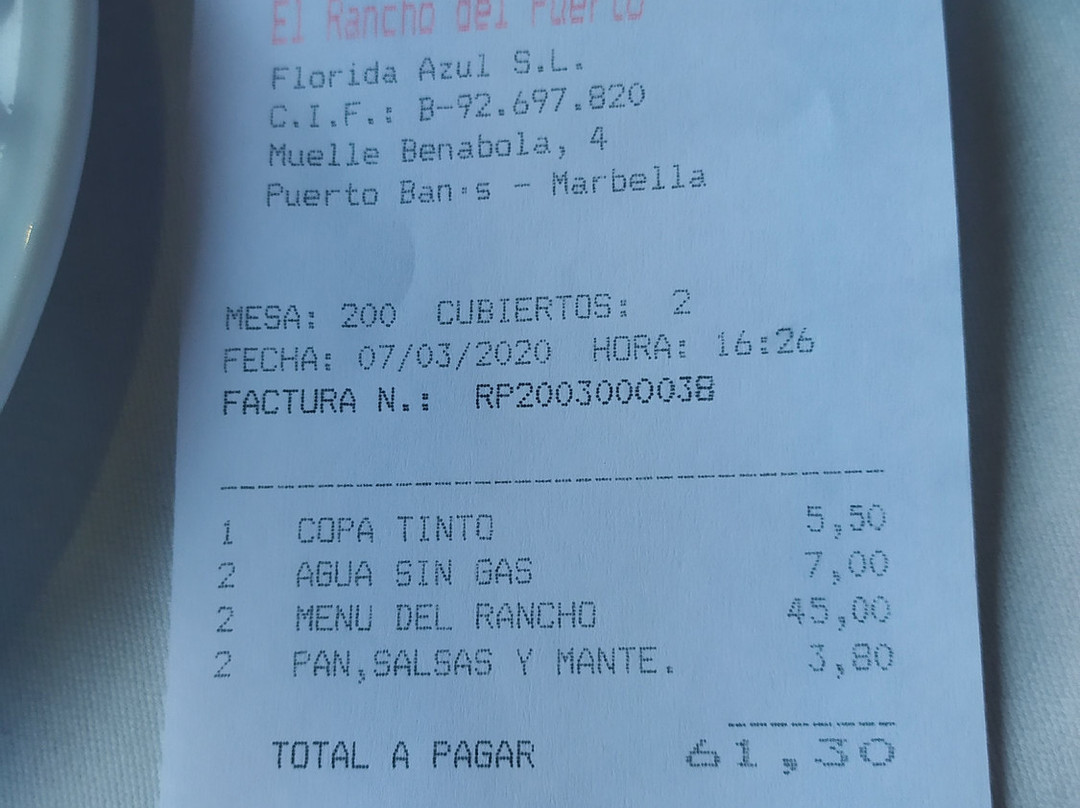 El Rancho del Puerto
Florida Azul S.L.
C.I.F.: B-92.697.820
Muelle Benabola, 4
Puerto Ban·s - Marbella
MESA: 200 CUBIERTOS: 2
FECHA: 07/03/2020 HORA: 16:26
FACTURA N.: RP2003000038
1 COPA TINTO 5,50
2 AGUA SIN GAS 7,00
2 MENU DEL RANCHO 45,00
2 PAN,SALSAS Y MANTE. 3,80
TOTAL A PAGAR 61,30